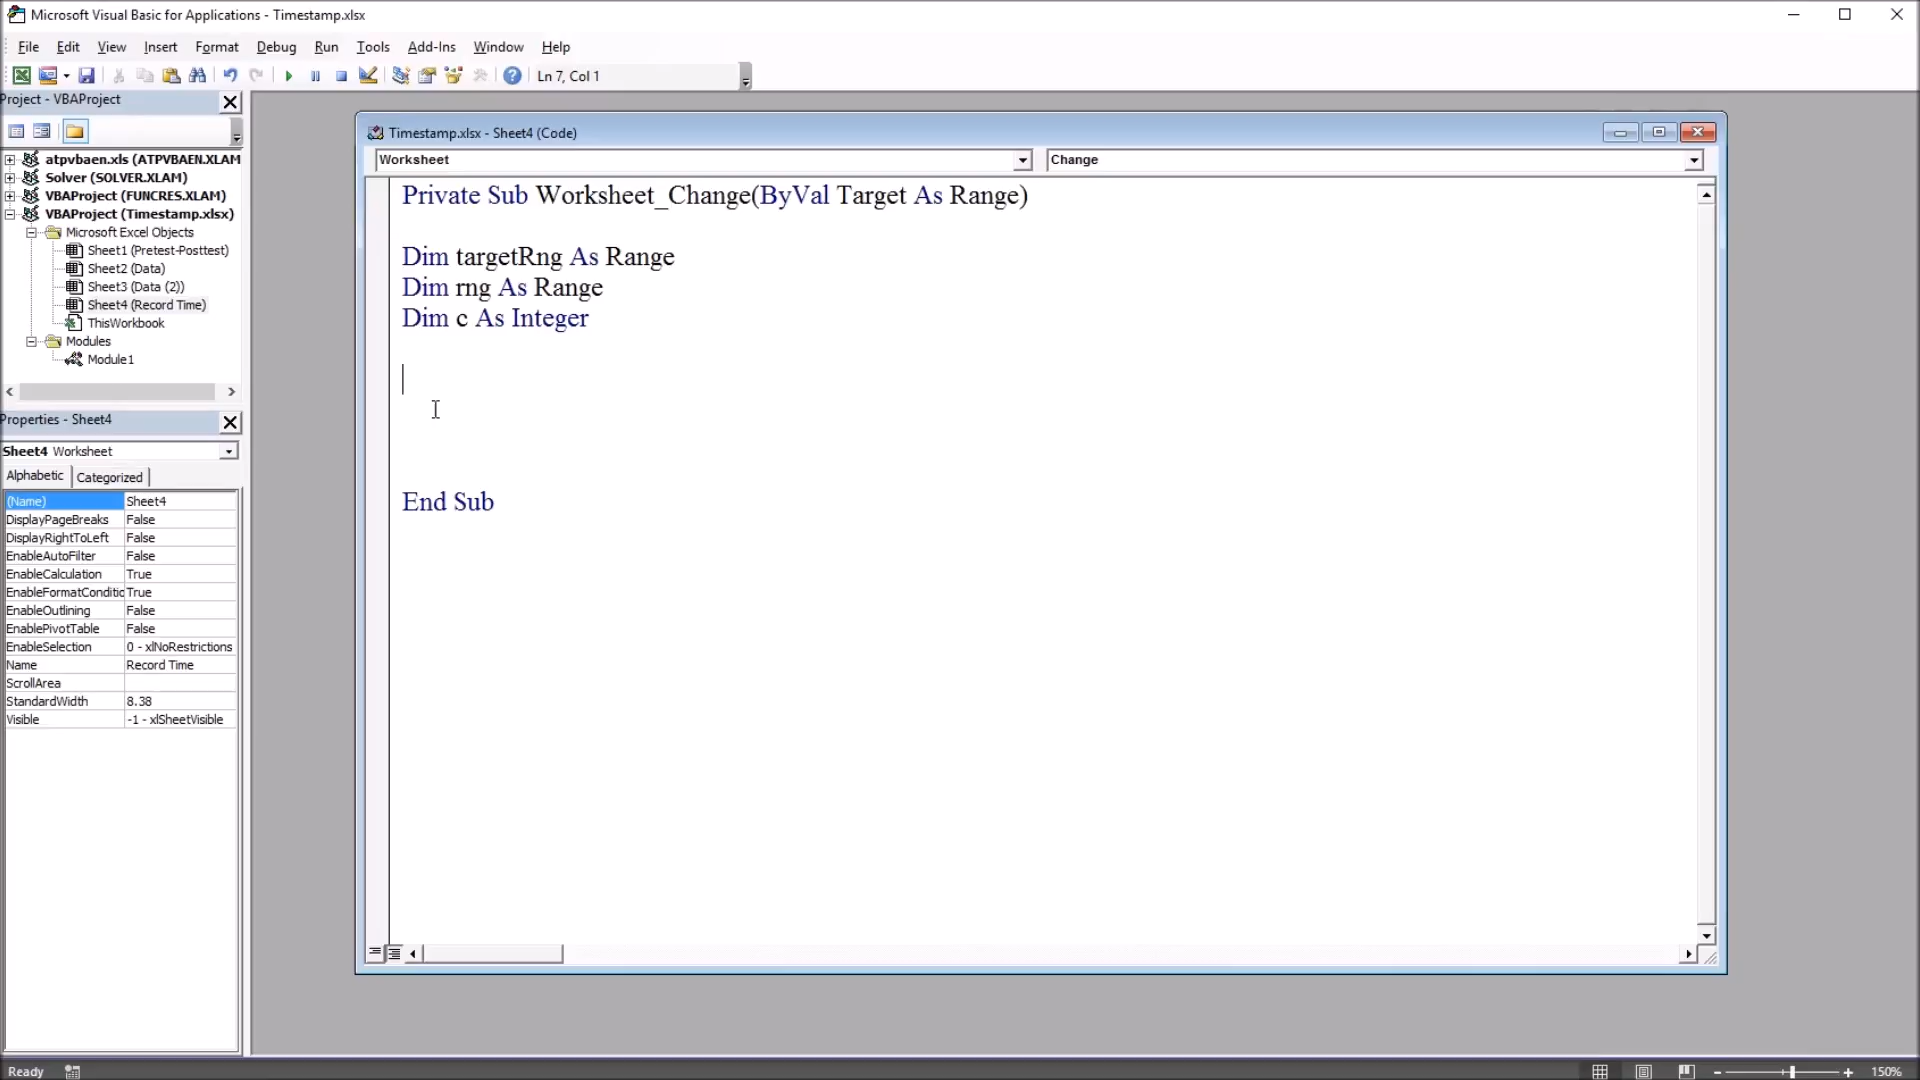 Microsoft Visual Basic for Applications - Timestamp.xlsx
File Edit View Insert Format Debug Run Tools Add-Ins Window Help
Ln 7, Col 1
Project - VBAProject
atpvbaen.xls (ATPVBAEN.XLAM
Solver (SOLVER.XLAM)
VBAProject (FUNCRES.XLAM)
VBAProject (Timestamp.xlsx)
Microsoft Excel Objects
Sheet1 (Pretest-Posttest)
Sheet2 (Data)
Sheet3 (Data (2))
Sheet4 (Record Time)
ThisWorkbook
Modules
Module1
Properties - Sheet4
Sheet4 Worksheet
Alphabetic Categorized
(Name) Sheet4
DisplayPageBreaks False
DisplayRightToLeft False
EnableAutoFilter False
EnableCalculation True
EnableFormatConditic True
EnableOutlining False
EnablePivotTable False
EnableSelection 0 - xlNoRestrictions
Name Record Time
ScrollArea
StandardWidth 8.38
Visible -1 - xlSheetVisible
Timestamp.xlsx - Sheet4 (Code)
Worksheet Change
Private Sub Worksheet_Change(ByVal Target As Range)
Dim targetRng As Range
Dim rng As Range
Dim c As Integer
End Sub
Ready 150%